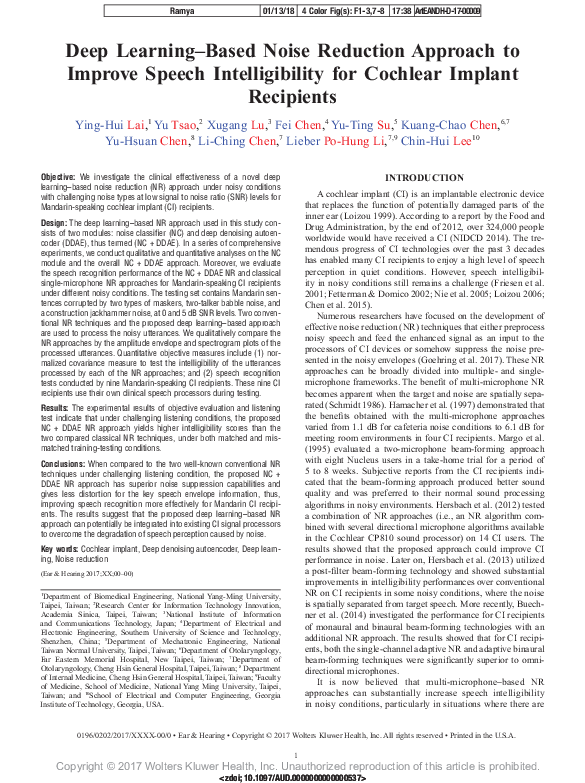 Ramya 01/13/18 4 Color Fig(s): F1-3,7-8 17:38 Art: EANDH-D-17-00009
Deep Learning–Based Noise Reduction Approach to
Improve Speech Intelligibility for Cochlear Implant
Recipients
Ying-Hui Lai,1 Yu Tsao,2 Xugang Lu,3 Fei Chen,4 Yu-Ting Su,5 Kuang-Chao Chen,6,7
Yu-Hsuan Chen,8 Li-Ching Chen,7 Lieber Po-Hung Li,7,9 Chin-Hui Lee10
Objective: We investigate the clinical effectiveness of a novel deep
learning–based noise reduction (NR) approach under noisy conditions
with challenging noise types at low signal to noise ratio (SNR) levels for
Mandarin-speaking cochlear implant (CI) recipients.
Design: The deep learning–based NR approach used in this study con-
sists of two modules: noise classifier (NC) and deep denoising autoen-
coder (DDAE), thus termed (NC + DDAE). In a series of comprehensive
experiments, we conduct qualitative and quantitative analyses on the NC
module and the overall NC + DDAE approach. Moreover, we evaluate
the speech recognition performance of the NC + DDAE NR and classical
single-microphone NR approaches for Mandarin-speaking CI recipients
under different noisy conditions. The testing set contains Mandarin sen-
tences corrupted by two types of maskers, two-talker babble noise, and
a construction jackhammer noise, at 0 and 5 dB SNR levels. Two conven-
tional NR techniques and the proposed deep learning–based approach
are used to process the noisy utterances. We qualitatively compare the
NR approaches by the amplitude envelope and spectrogram plots of the
processed utterances. Quantitative objective measures include (1) nor-
malized covariance measure to test the intelligibility of the utterances
processed by each of the NR approaches; and (2) speech recognition
tests conducted by nine Mandarin-speaking CI recipients. These nine CI
recipients use their own clinical speech processors during testing.
Results: The experimental results of objective evaluation and listening
test indicate that under challenging listening conditions, the proposed
NC + DDAE NR approach yields higher intelligibility scores than the
two compared classical NR techniques, under both matched and mis-
matched training-testing conditions.
Conclusions: When compared to the two well-known conventional NR
techniques under challenging listening condition, the proposed NC +
DDAE NR approach has superior noise suppression capabilities and
gives less distortion for the key speech envelope information, thus,
improving speech recognition more effectively for Mandarin CI recipi-
ents. The results suggest that the proposed deep learning–based NR
approach can potentially be integrated into existing CI signal processors
to overcome the degradation of speech perception caused by noise.
Key words: Cochlear implant, Deep denoising autoencoder, Deep learn-
ing, Noise reduction
(Ear & Hearing 2017;XX;00–00)
1Department of Biomedical Engineering, National Yang-Ming University,
Taipei, Taiwan; 2Research Center for Information Technology Innovation,
Academia Sinica, Taipei, Taiwan; 3National Institute of Information
and Communications Technology, Japan; 4Department of Electrical and
Electronic Engineering, Southern University of Science and Technology,
Shenzhen, China; 5Department of Mechatronic Engineering, National
Taiwan Normal University, Taipei, Taiwan; 6Department of Otolaryngology,
Far Eastern Memorial Hospital, New Taipei, Taiwan; 7Department of
Otolaryngology, Cheng Hsin General Hospital, Taipei, Taiwan; 8 Department
of Internal Medicine, Cheng Hsin General Hospital, Taipei, Taiwan; 9Faculty
of Medicine, School of Medicine, National Yang Ming University, Taipei,
Taiwan; and 10School of Electrical and Computer Engineering, Georgia
Institute of Technology, Georgia, USA.
INTRODUCTION
A cochlear implant (CI) is an implantable electronic device
that replaces the function of potentially damaged parts of the
inner ear (Loizou 1999). According to a report by the Food and
Drug Administration, by the end of 2012, over 324,000 people
worldwide would have received a CI (NIDCD 2014). The tre-
mendous progress of CI technologies over the past 3 decades
has enabled many CI recipients to enjoy a high level of speech
perception in quiet conditions. However, speech intelligibil-
ity in noisy conditions still remains a challenge (Friesen et al.
2001; Fetterman & Domico 2002; Nie et al. 2005; Loizou 2006;
Chen et al. 2015).
Numerous researchers have focused on the development of
effective noise reduction (NR) techniques that either preprocess
noisy speech and feed the enhanced signal as an input to the
processors of CI devices or somehow suppress the noise pre-
sented in the noisy envelopes (Goehring et al. 2017). These NR
approaches can be broadly divided into multiple- and single-
microphone frameworks. The benefit of multi-microphone NR
becomes apparent when the target and noise are spatially sepa-
rated (Schmidt 1986). Hamacher et al. (1997) demonstrated that
the benefits obtained with the multi-microphone approaches
varied from 1.1 dB for cafeteria noise conditions to 6.1 dB for
meeting room environments in four CI recipients. Margo et al.
(1995) evaluated a two-microphone beam-forming approach
with eight Nucleus users in a take-home trial for a period of
5 to 8 weeks. Subjective reports from the CI recipients indi-
cated that the beam-forming approach produced better sound
quality and was preferred to their normal sound processing
algorithms in noisy environments. Hersbach et al. (2012) tested
a combination of NR approaches (i.e., an NR algorithm com-
bined with several directional microphone algorithms available
in the Cochlear CP810 sound processor) on 14 CI users. The
results showed that the proposed approach could improve CI
performance in noise. Later on, Hersbach et al. (2013) utilized
a post-filter beam-forming technology and showed substantial
improvements in intelligibility performances over conventional
NR on CI recipients in some noisy conditions, where the noise
is spatially separated from target speech. More recently, Buech-
ner et al. (2014) investigated the performance for CI recipients
of monaural and binaural beam-forming technologies with an
additional NR approach. The results showed that for CI recipi-
ents, both the single-channel adaptive NR and adaptive binaural
beam-forming techniques were significantly superior to omni-
directional microphones.
It is now believed that multi-microphone–based NR
approaches can substantially increase speech intelligibility
in noisy conditions, particularly in situations where there are
0196/0202/2017/XXXX-00/0 • Ear & Hearing • Copyright © 2017 Wolters Kluwer Health, Inc. All rights reserved • Printed in the U.S.A.
1
Copyright © 2017 Wolters Kluwer Health, Inc. Unauthorized reproduction of this article is prohibited.
<zdoi; 10.1097/AUD.0000000000000537>